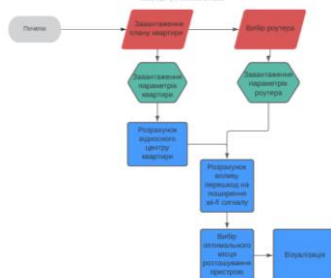 Початок
Завантаження
плану квартири
Вибір роутера
Завантаження
параметрів
квартири
Завантаження
параметрів
роутера
Розрахунок
відносного
центру
квартири
Розрахунок
впливу
перешкод на
поширення
wi-fi сигналу
Вибір
оптимального
місця
розташування
пристрою
Візуалізація